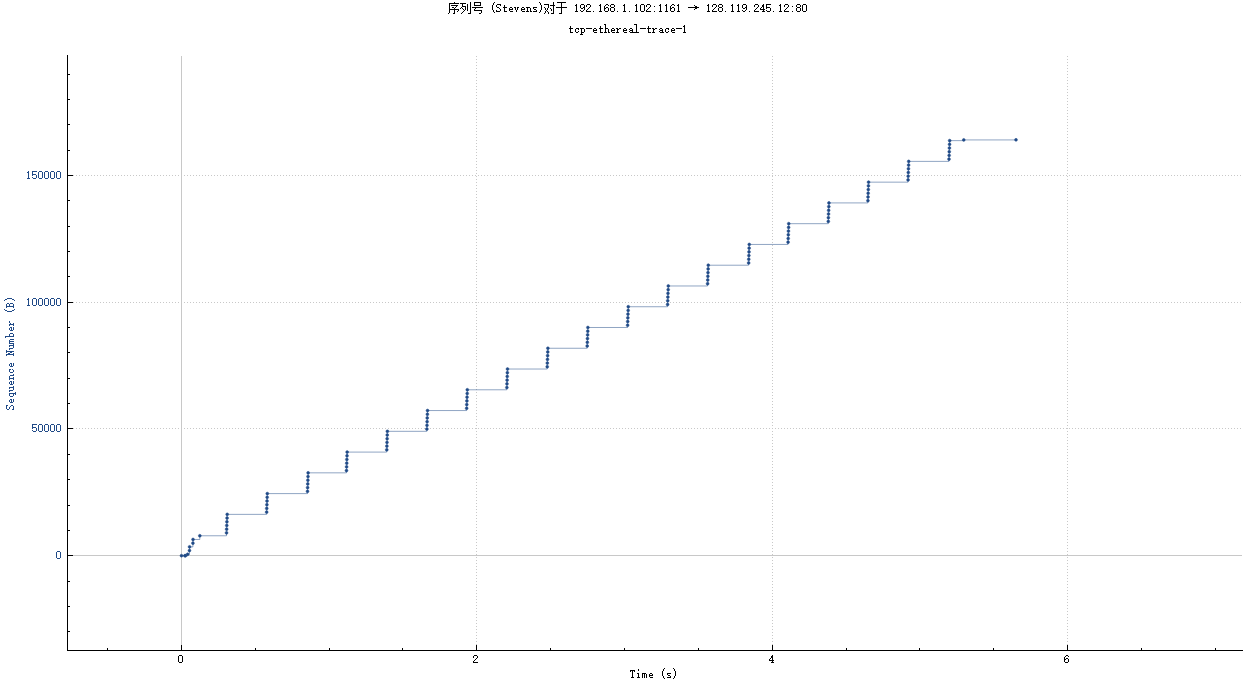 序列号 (Stevens)对于 192.168.1.102:1161 → 128.119.245.12:80
tcp-ethereal-trace-1
150000
100000
50000
0
Sequence Number (B)
0 2 4 6
Time (s)